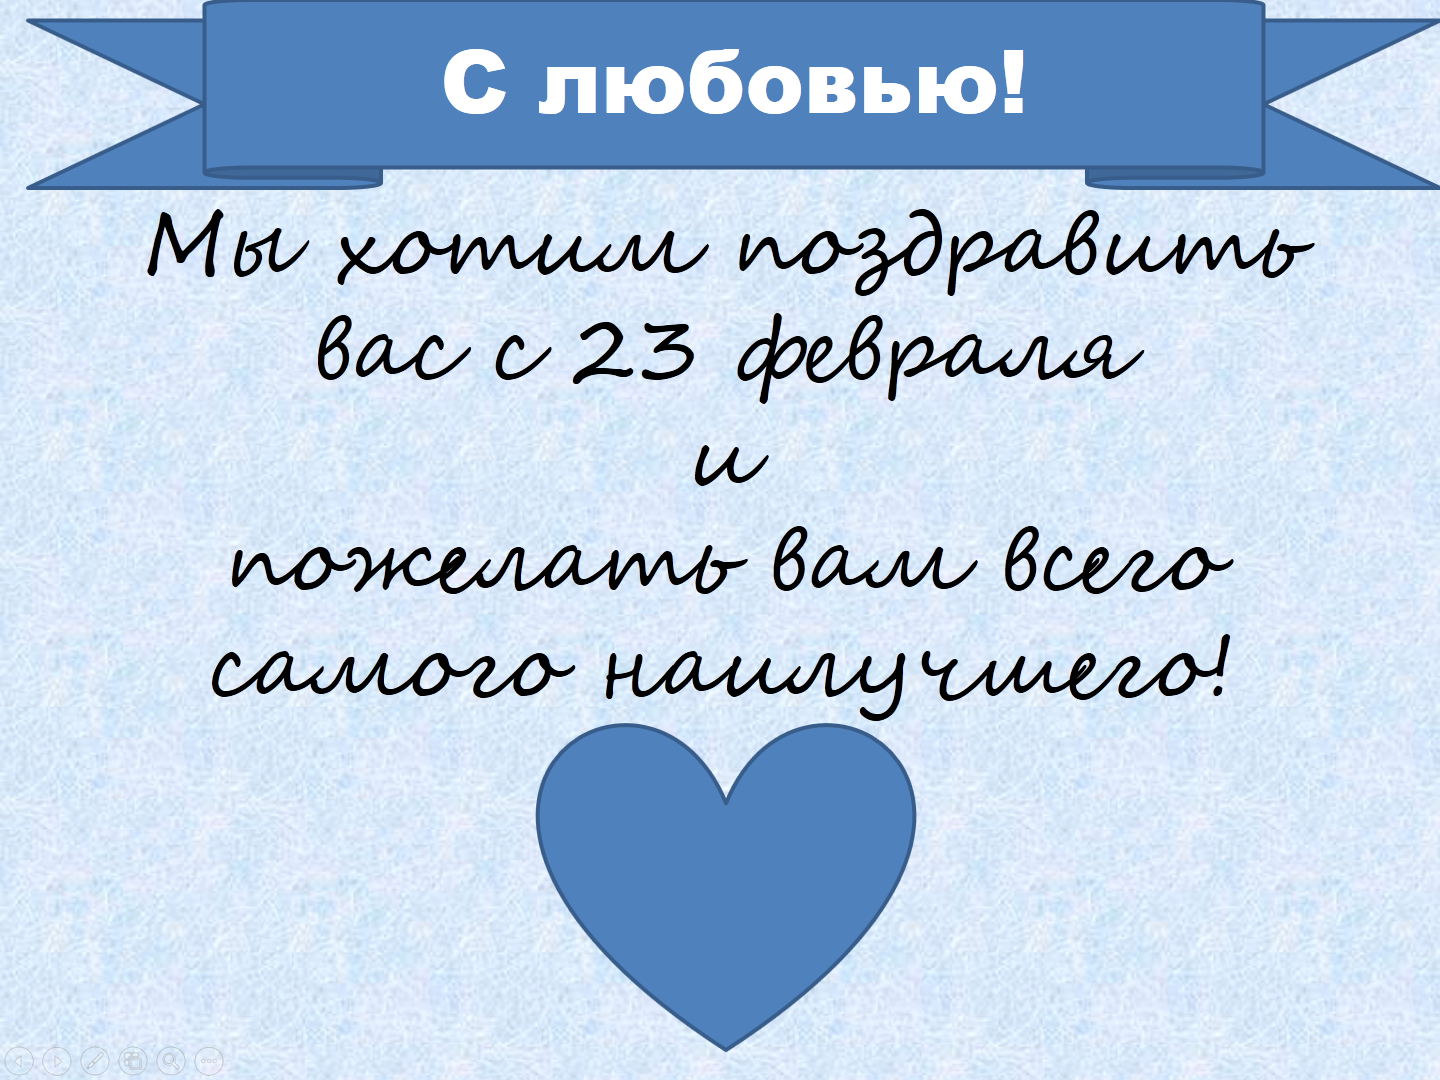 С любовью!
Мы хотим поздравить
вас с 23 февраля
и
пожелать вам всего
самого наилучшего!